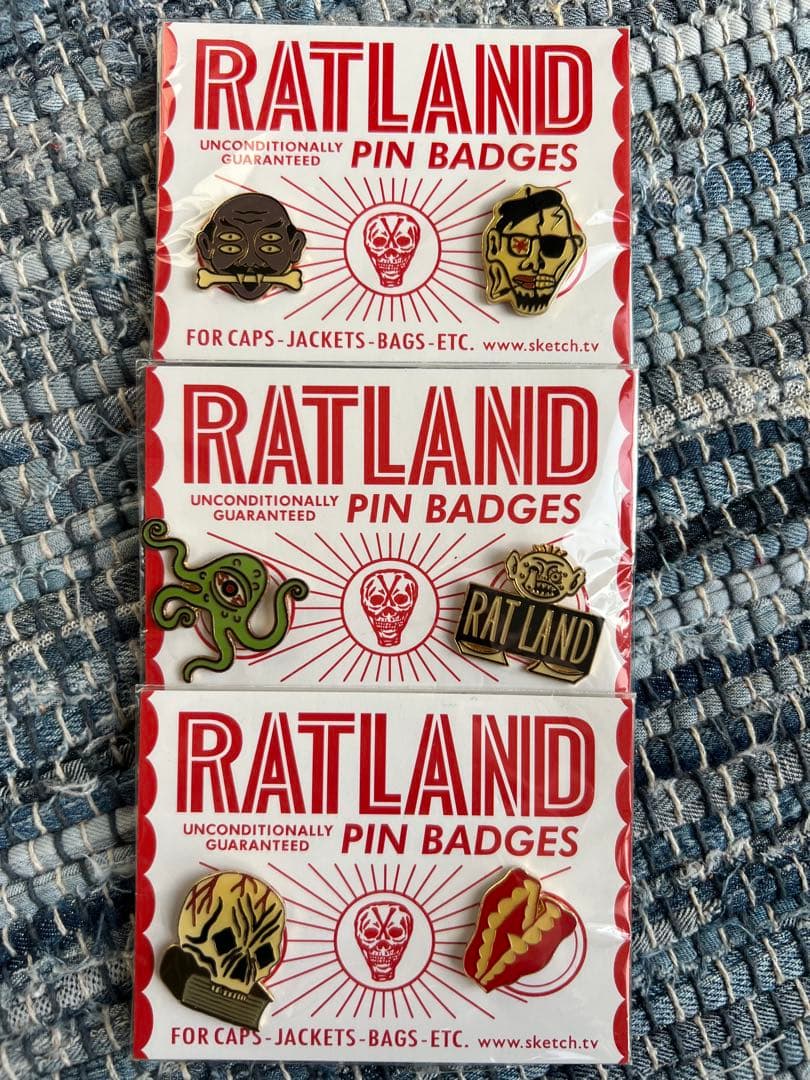 RATLAND
UNCONDITIONALLY
GUARANTEED PIN BADGES
FOR CAPS-JACKETS-BAGS-ETC. www.sketch.tv
RATLAND
UNCONDITIONALLY
GUARANTEED PIN BADGES
RAT LAND
RATLAND
UNCONDITIONALLY
GUARANTEED PIN BADGES
FOR CAPS-JACKETS-BAGS-ETC. www.sketch.tv